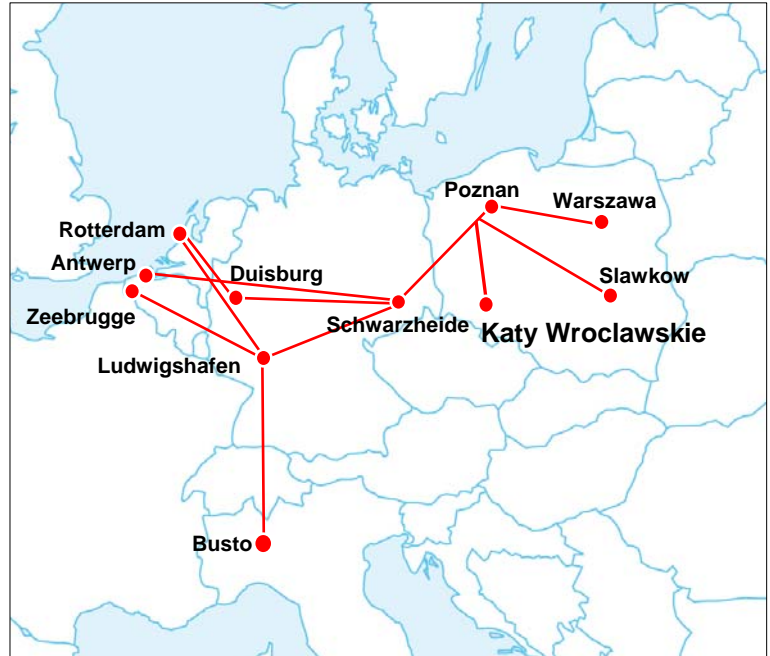 Poznan
Warszawa
Rotterdam
Antwerp
Duisburg
Slawkow
Zeebrugge
Schwarzheide
Katy Wroclawskie
Ludwigshafen
Busto